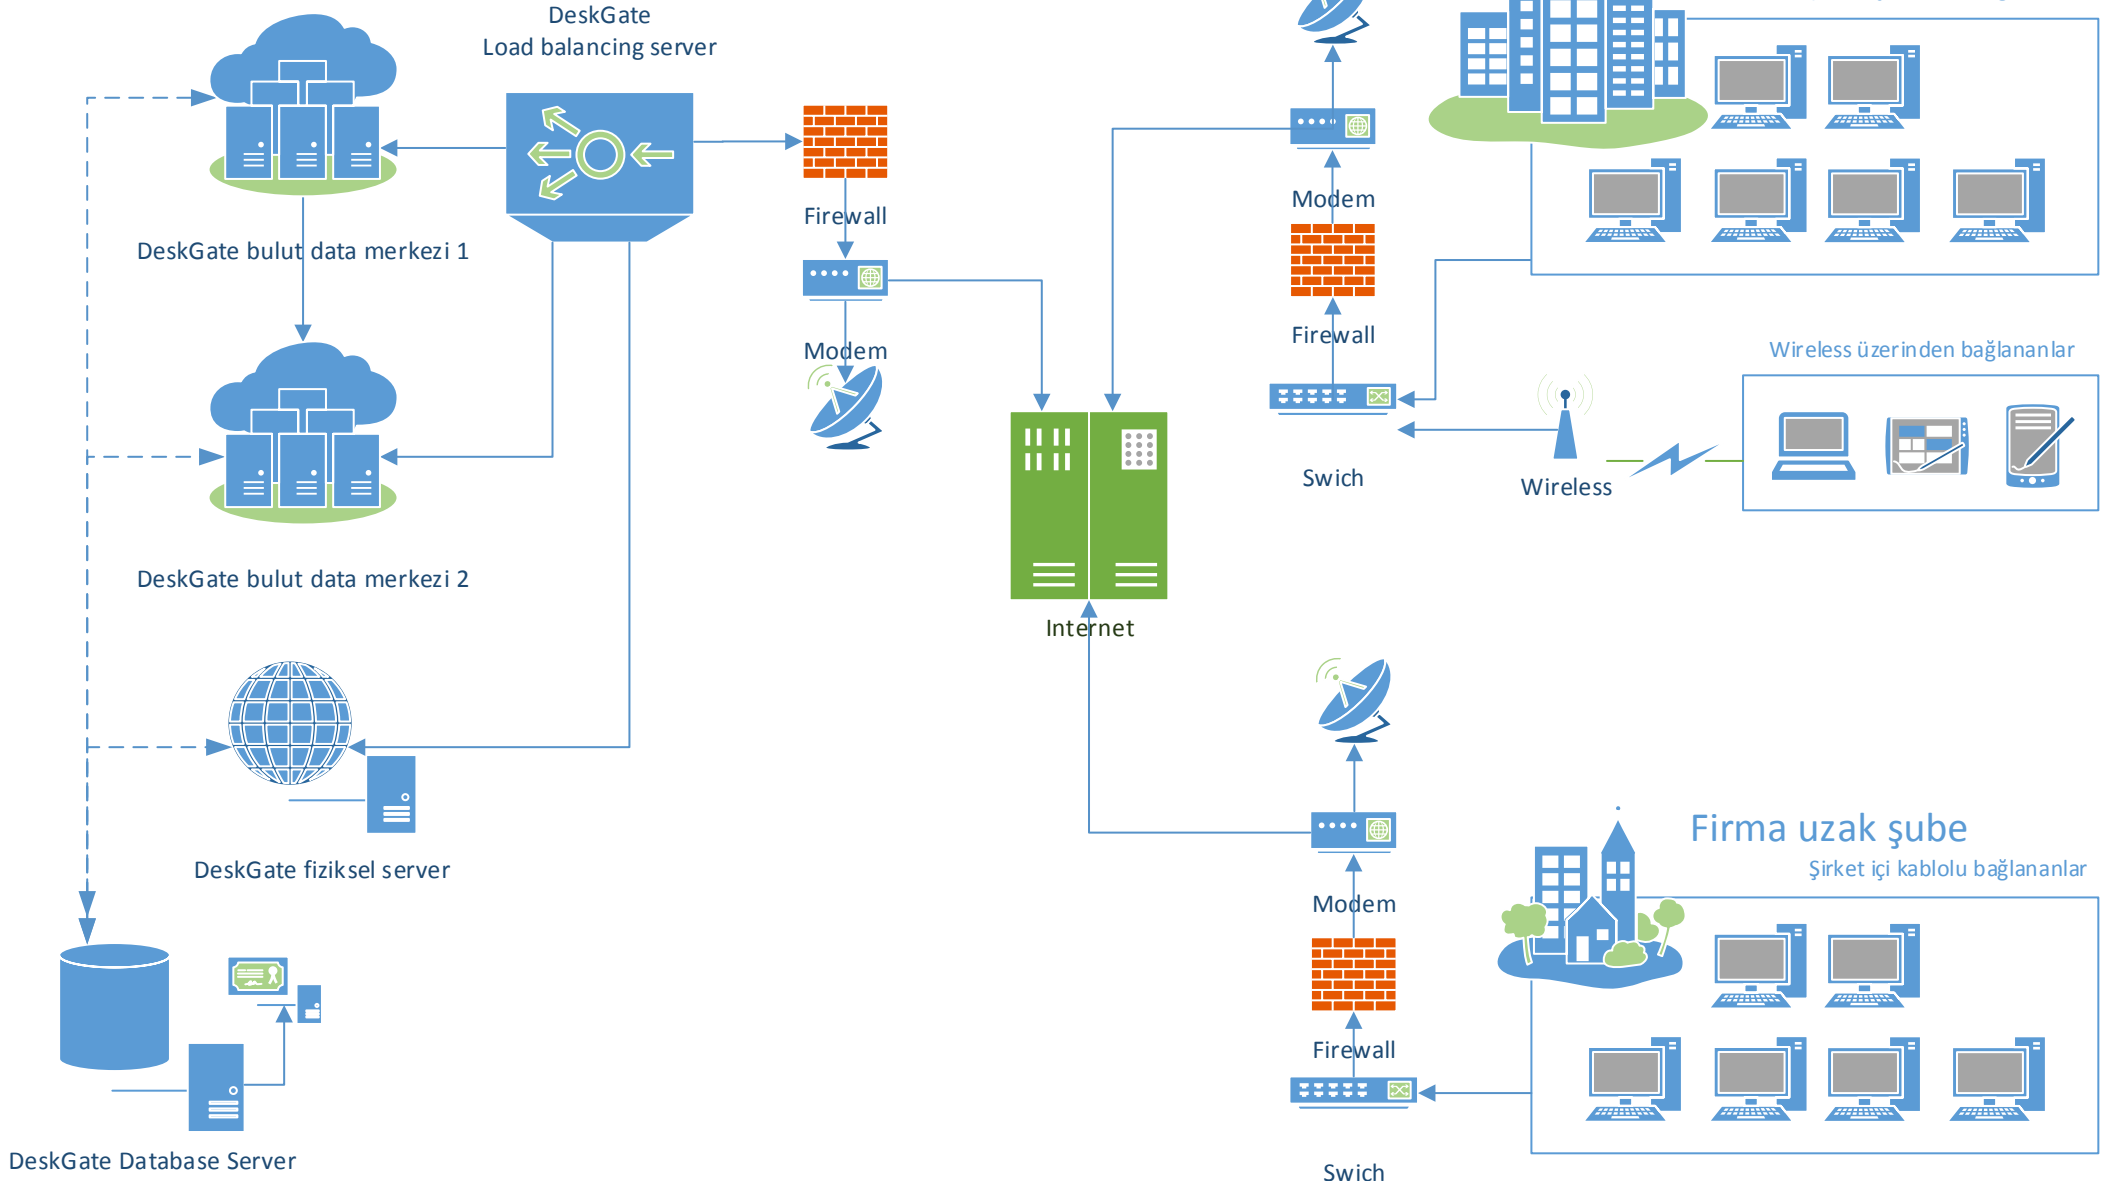 DeskGate
Load balancing server
Firewall
Modem
DeskGate bulut data merkezi 1
DeskGate bulut data merkezi 2
DeskGate fiziksel server
DeskGate Database Server
Internet
Modem
Firewall
Swich
Wireless
Wireless üzerinden bağlananlar
Firma uzak şube
Şirket içi kablolu bağlananlar
Modem
Firewall
Swich